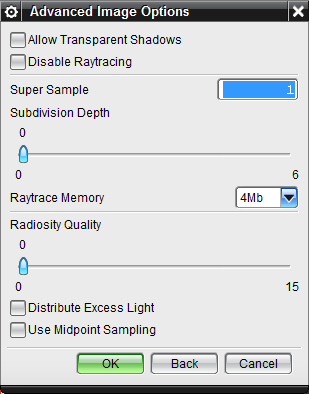 Advanced Image Options
Allow Transparent Shadows
Disable Raytracing
Super Sample 1
Subdivision Depth
0
0 6
Raytrace Memory 4Mb
Radiosity Quality
0
0 15
Distribute Excess Light
Use Midpoint Sampling
OK Back Cancel